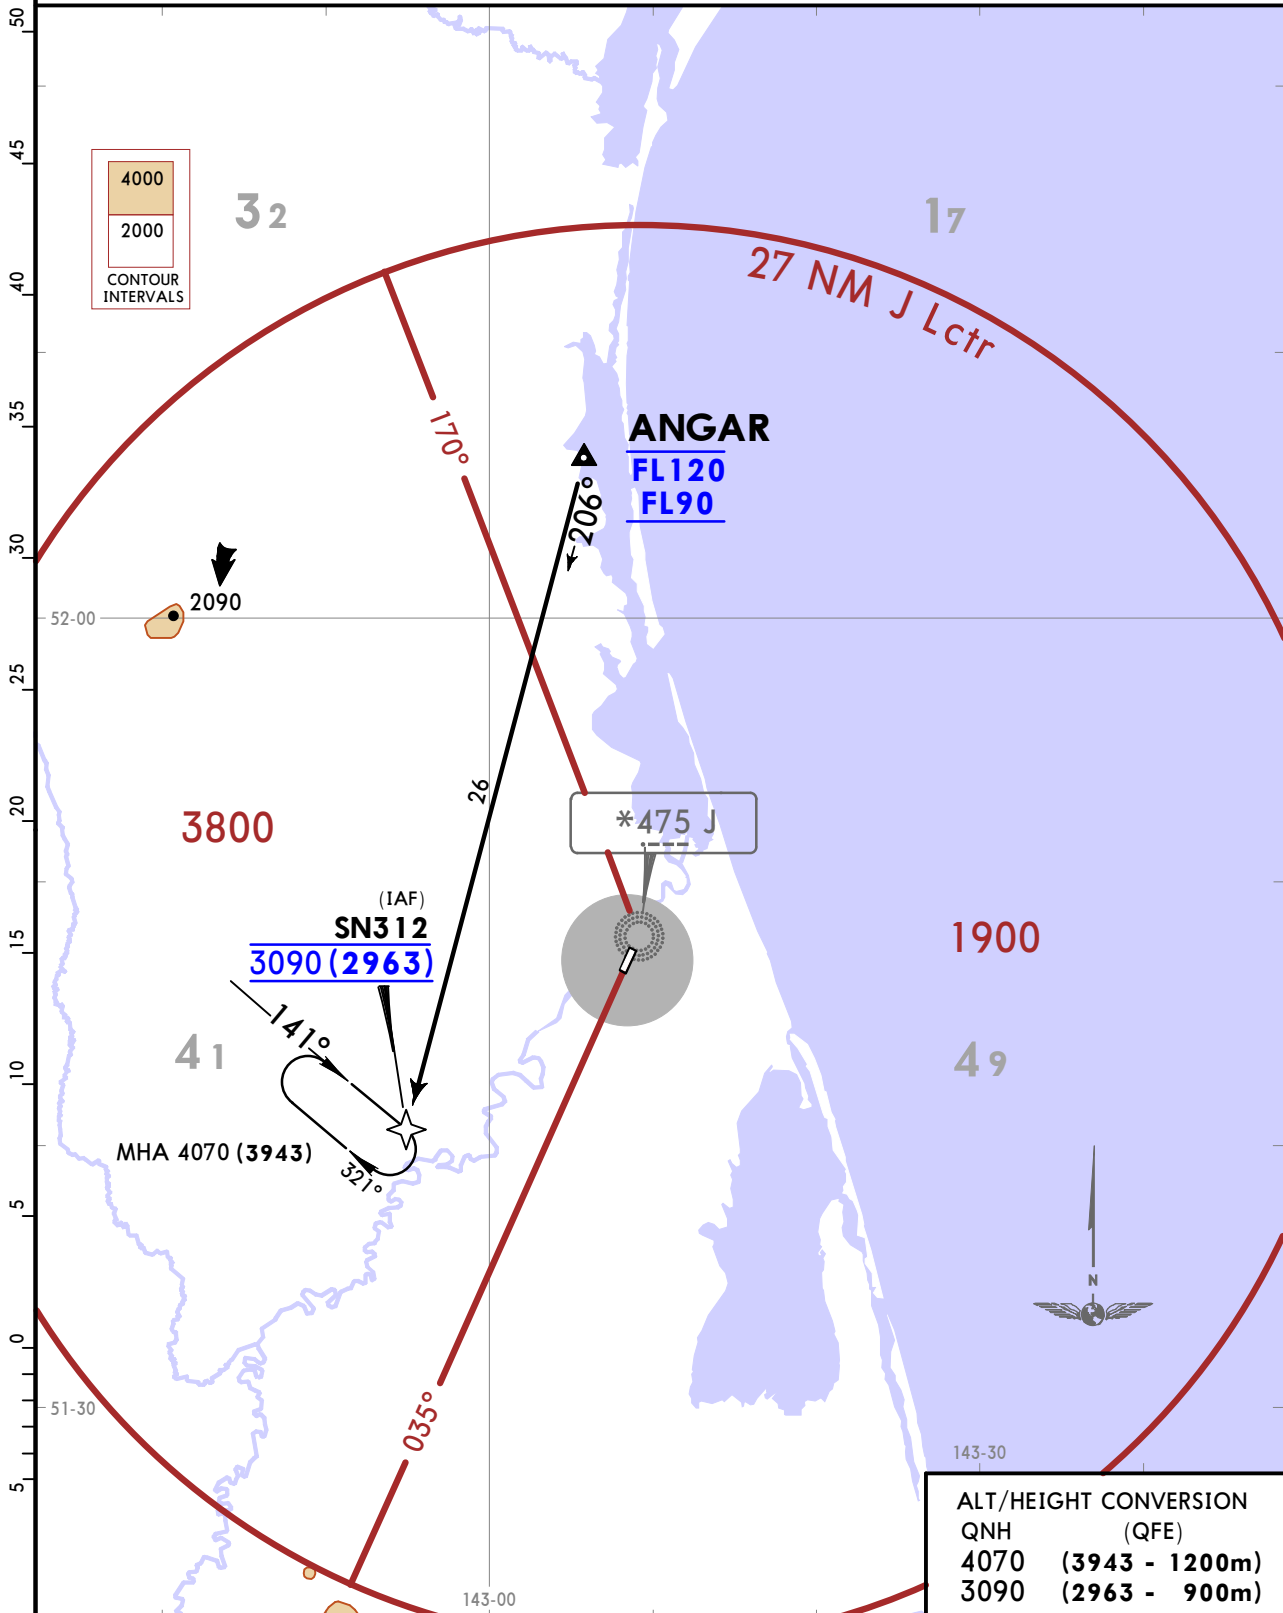 50
45
40
35
30
25
20
15
10
5
0
5
4000
2000
CONTOUR
INTERVALS
32
17
27 NM J Lctr
170°
ANGAR
FL120
FL90
206°
2090
52-00
26
3800
*475 J
(IAF)
SN312
3090 (2963)
1900
141°
41
49
MHA 4070 (3943)
321°
N
035°
51-30
143-30
143-00
ALT/HEIGHT CONVERSION
QNH (QFE)
4070 (3943 - 1200m)
3090 (2963 - 900m)